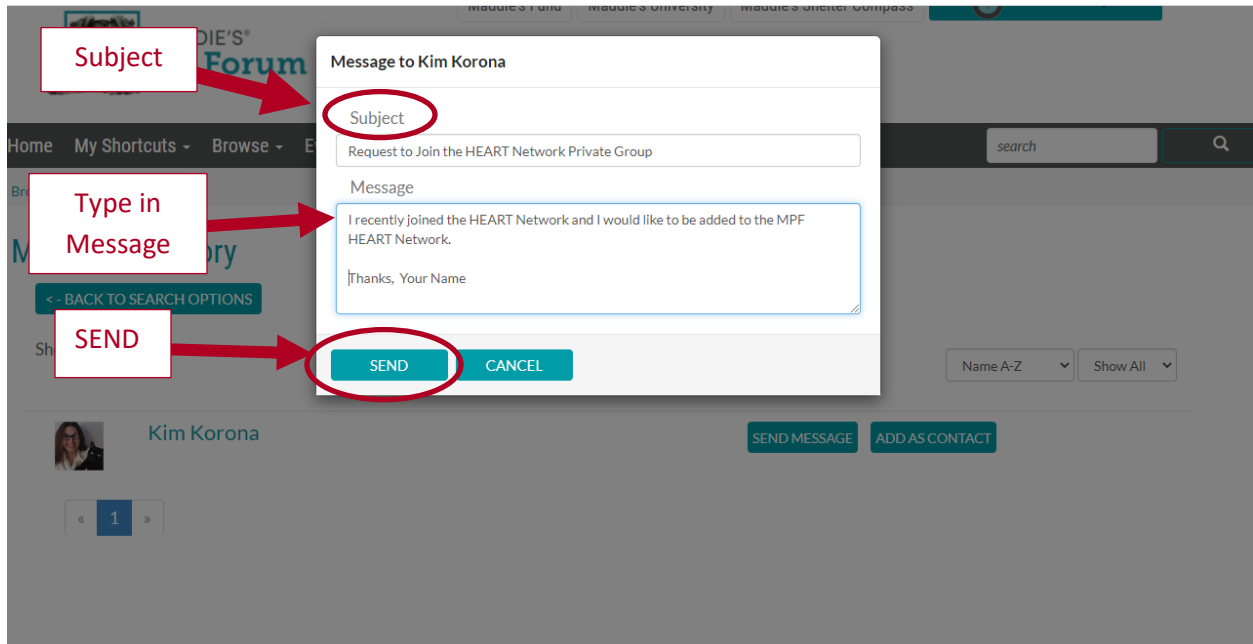 Maddie's Fund Maddie's University Maddie's Shelter Compass
DIE'S®
Forum
Subject
Message to Kim Korona
Subject
Request to Join the HEART Network Private Group
Home My Shortcuts Browse search
Message
Type in
Message
I recently joined the HEART Network and I would like to be added to the MPF
HEART Network.
Thanks, Your Name
ory
<- BACK TO SEARCH OPTIONS
SEND
SEND CANCEL
Name A-Z Show All
Kim Korona
SEND MESSAGE ADD AS CONTACT
« 1 »